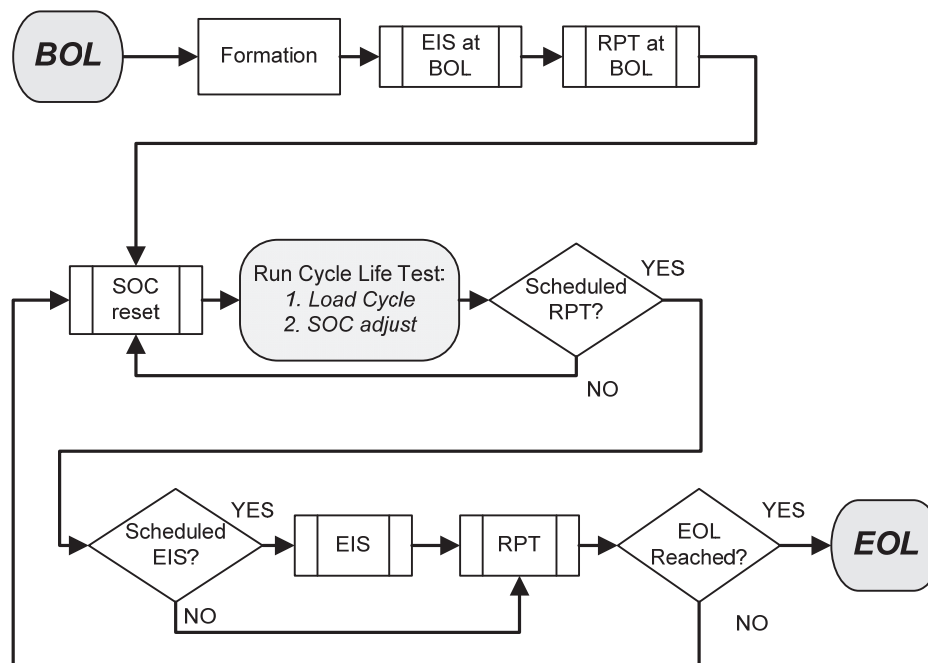 BOL
Formation
EIS at
BOL
RPT at
BOL
SOC
reset
Run Cycle Life Test:
1. Load Cycle
2. SOC adjust
Scheduled
RPT?
YES
NO
Scheduled
EIS?
YES
NO
EIS
RPT
EOL
Reached?
YES
NO
EOL